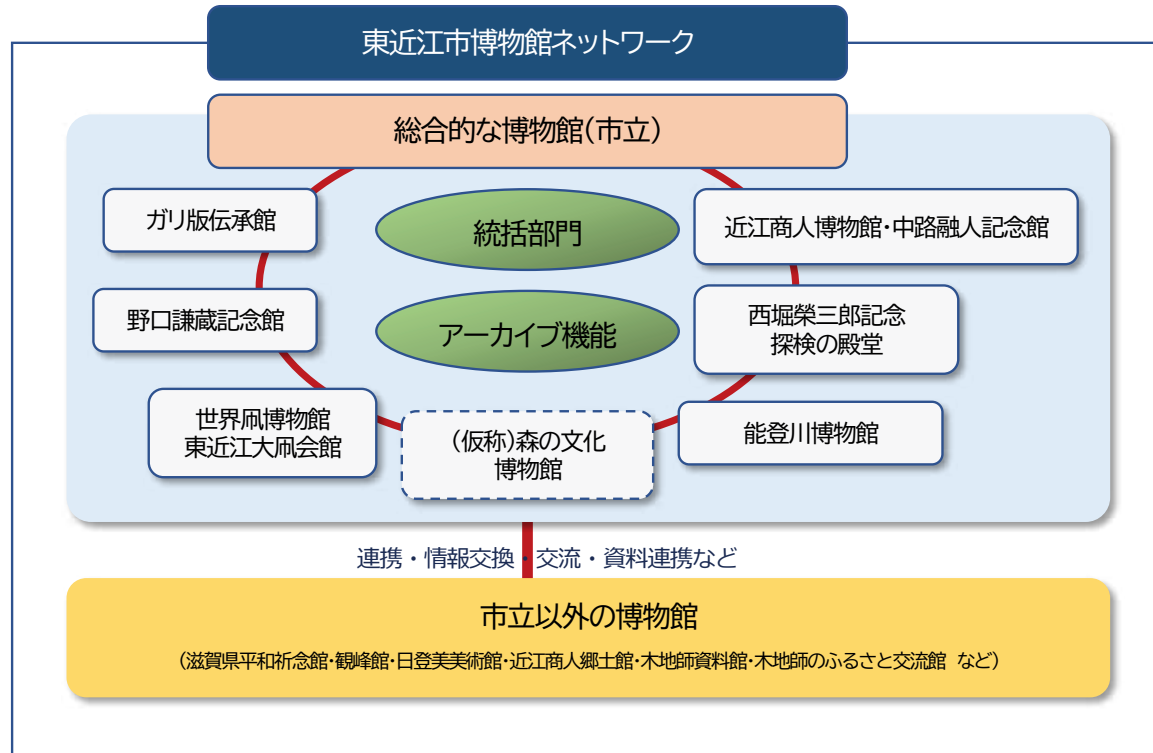 東近江市博物館ネットワーク
総合的な博物館(市立)
ガリ版伝承館
統括部門
近江商人博物館・中路融人記念館
野口謙蔵記念館
アーカイブ機能
西堀榮三郎記念
探検の殿堂
世界凧博物館
東近江大凧会館
(仮称)森の文化
博物館
能登川博物館
連携・情報交換・交流・資料連携など
市立以外の博物館
(滋賀県平和祈念館・観峰館・日登美美術館・近江商人郷土館・木地師資料館・木地師のふるさと交流館 など)